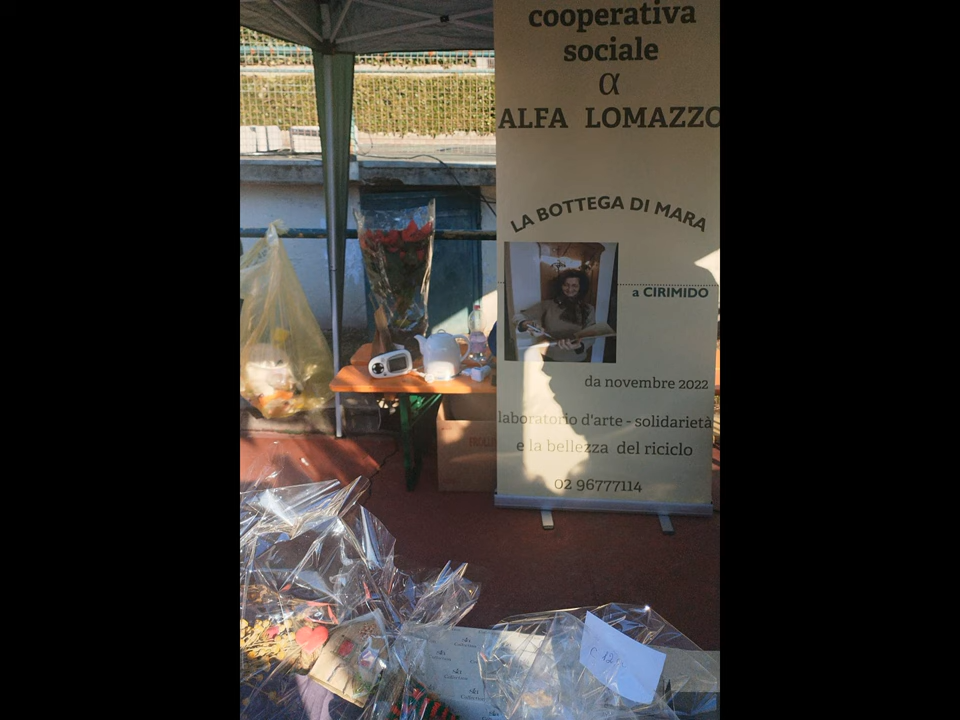 cooperativa
sociale
α
ALFA LOMAZZO
LA BOTTEGA DI MARA
a CIRIMIDO
da novembre 2022
laboratorio d'arte - solidarietà
e la bellezza del riciclo
02 96777114